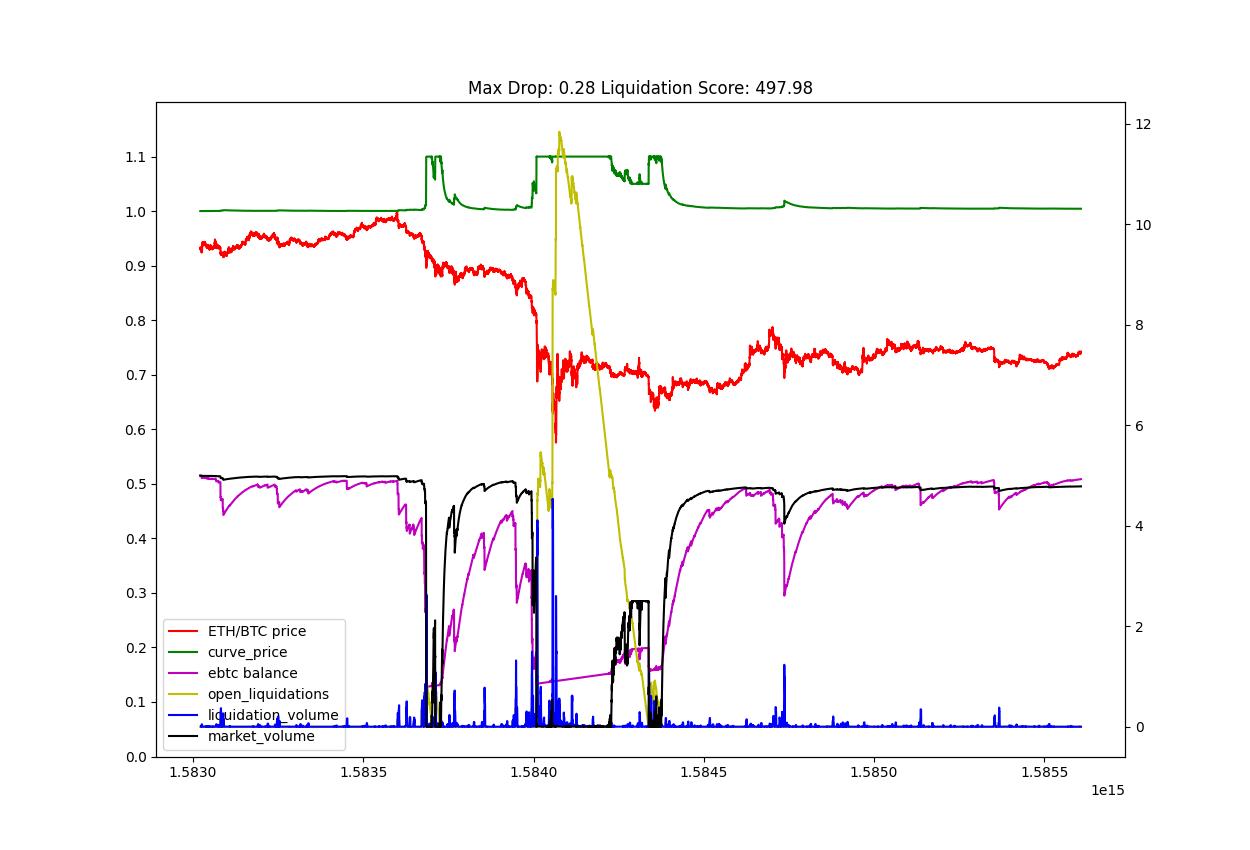 Max Drop: 0.28 Liquidation Score: 497.98
1.1
1.0
0.9
0.8
0.7
0.6
0.5
0.4
0.3
0.2
0.1
0.0
12
10
8
6
4
2
0
ETH/BTC price
curve_price
ebtc balance
open_liquidations
liquidation_volume
market_volume
1.5830 1.5835 1.5840 1.5845 1.5850 1.5855
1e15